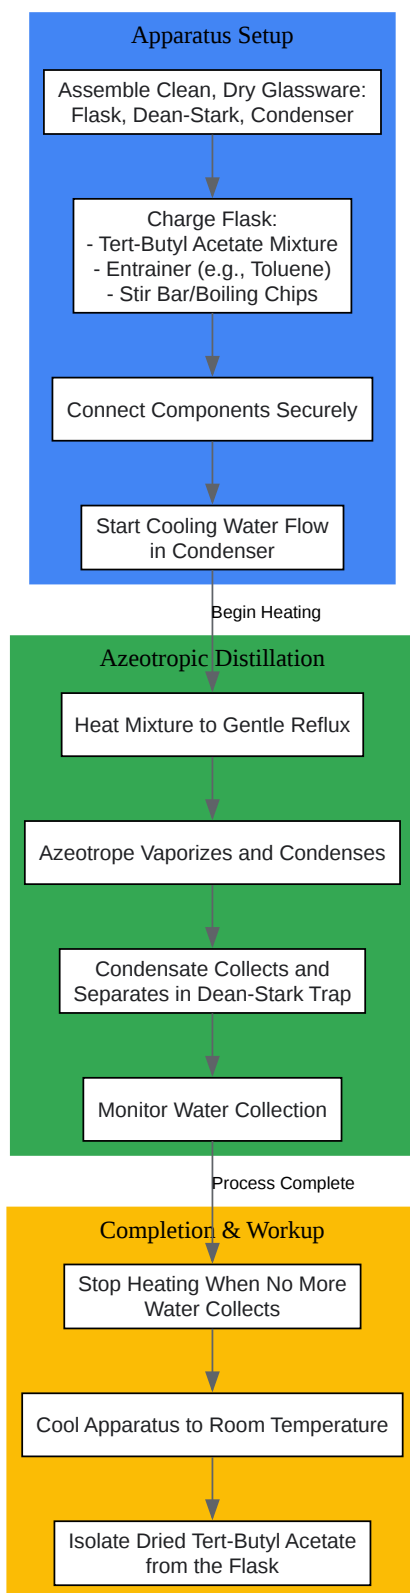 Apparatus Setup
Assemble Clean, Dry Glassware:
Flask, Dean-Stark, Condenser
Charge Flask:
- Tert-Butyl Acetate Mixture
- Entrainer (e.g., Toluene)
- Stir Bar/Boiling Chips
Connect Components Securely
Start Cooling Water Flow
in Condenser
Begin Heating
Azeotropic Distillation
Heat Mixture to Gentle Reflux
Azeotrope Vaporizes and Condenses
Condensate Collects and
Separates in Dean-Stark Trap
Monitor Water Collection
Process Complete
Completion & Workup
Stop Heating When No More
Water Collects
Cool Apparatus to Room Temperature
Isolate Dried Tert-Butyl Acetate
from the Flask